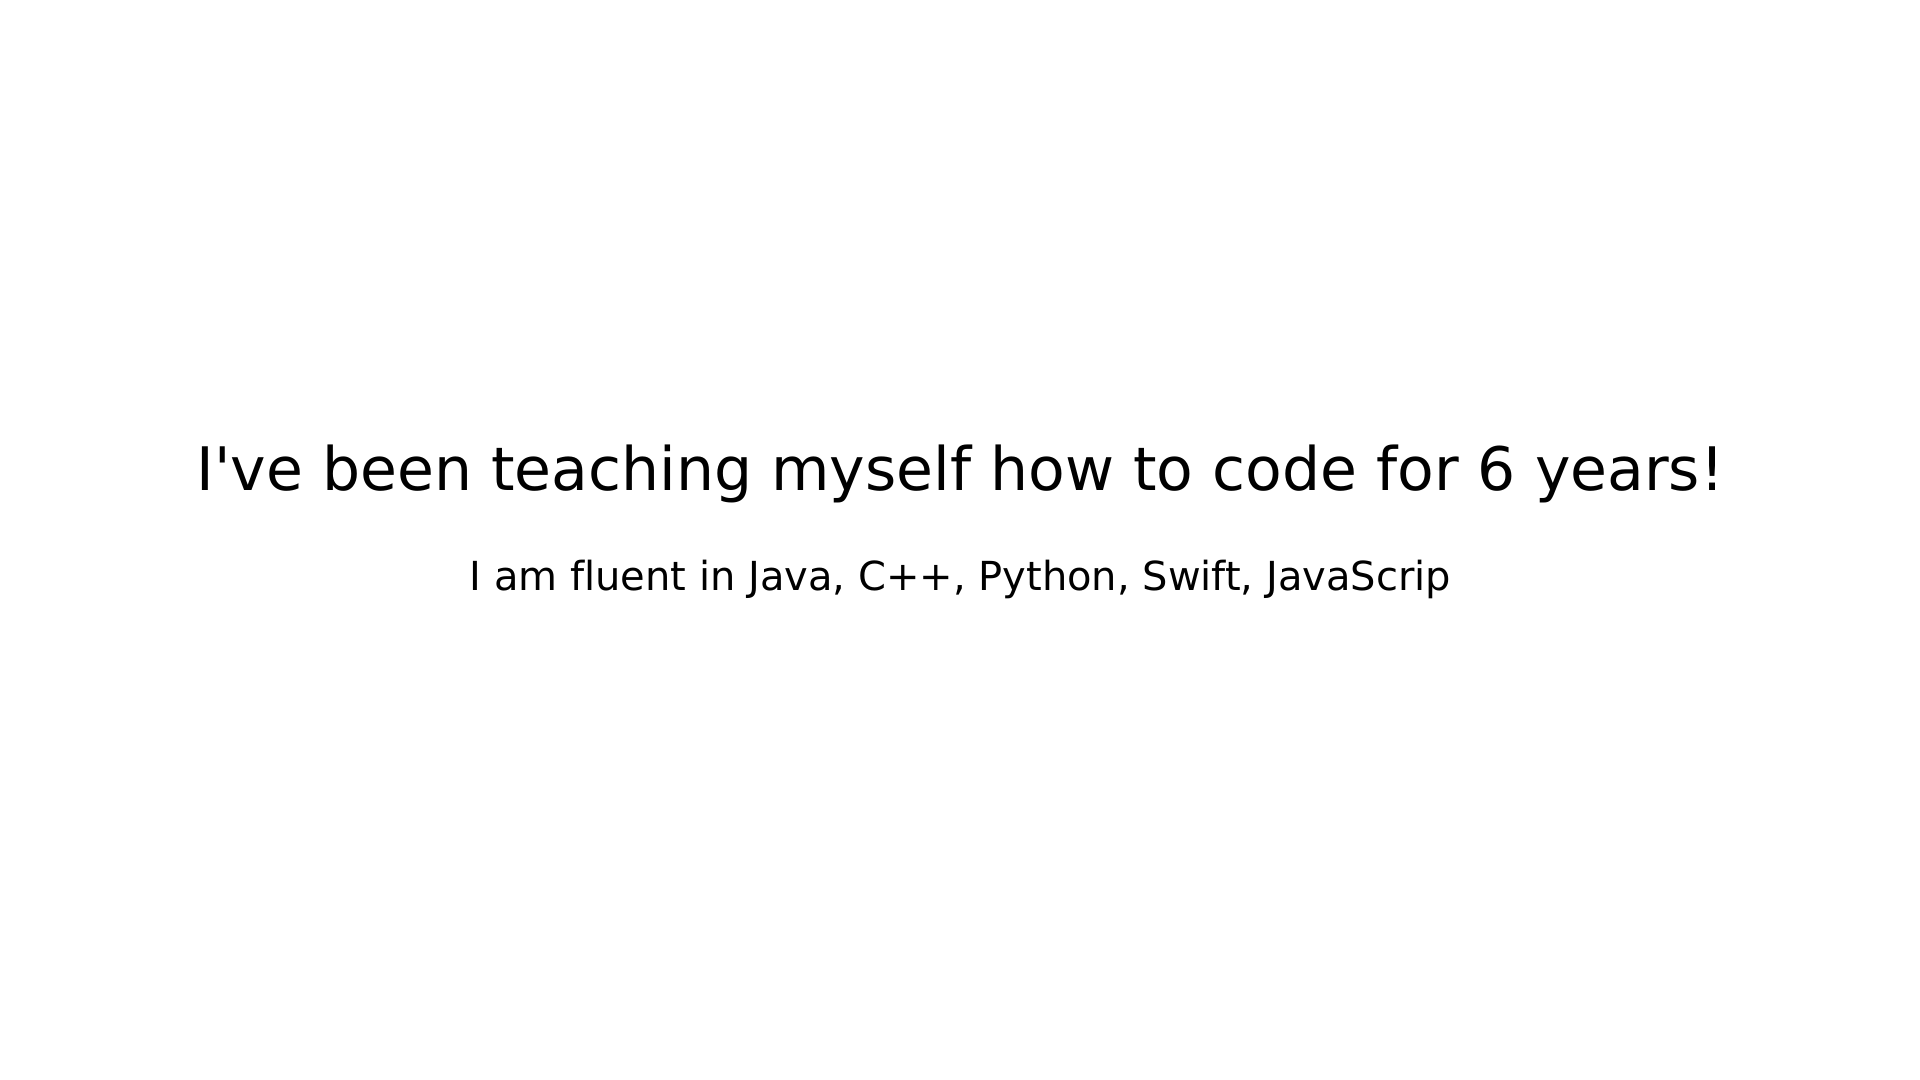 I've been teaching myself how to code for 6 years!
I am fluent in Java, C++, Python, Swift, JavaScrip